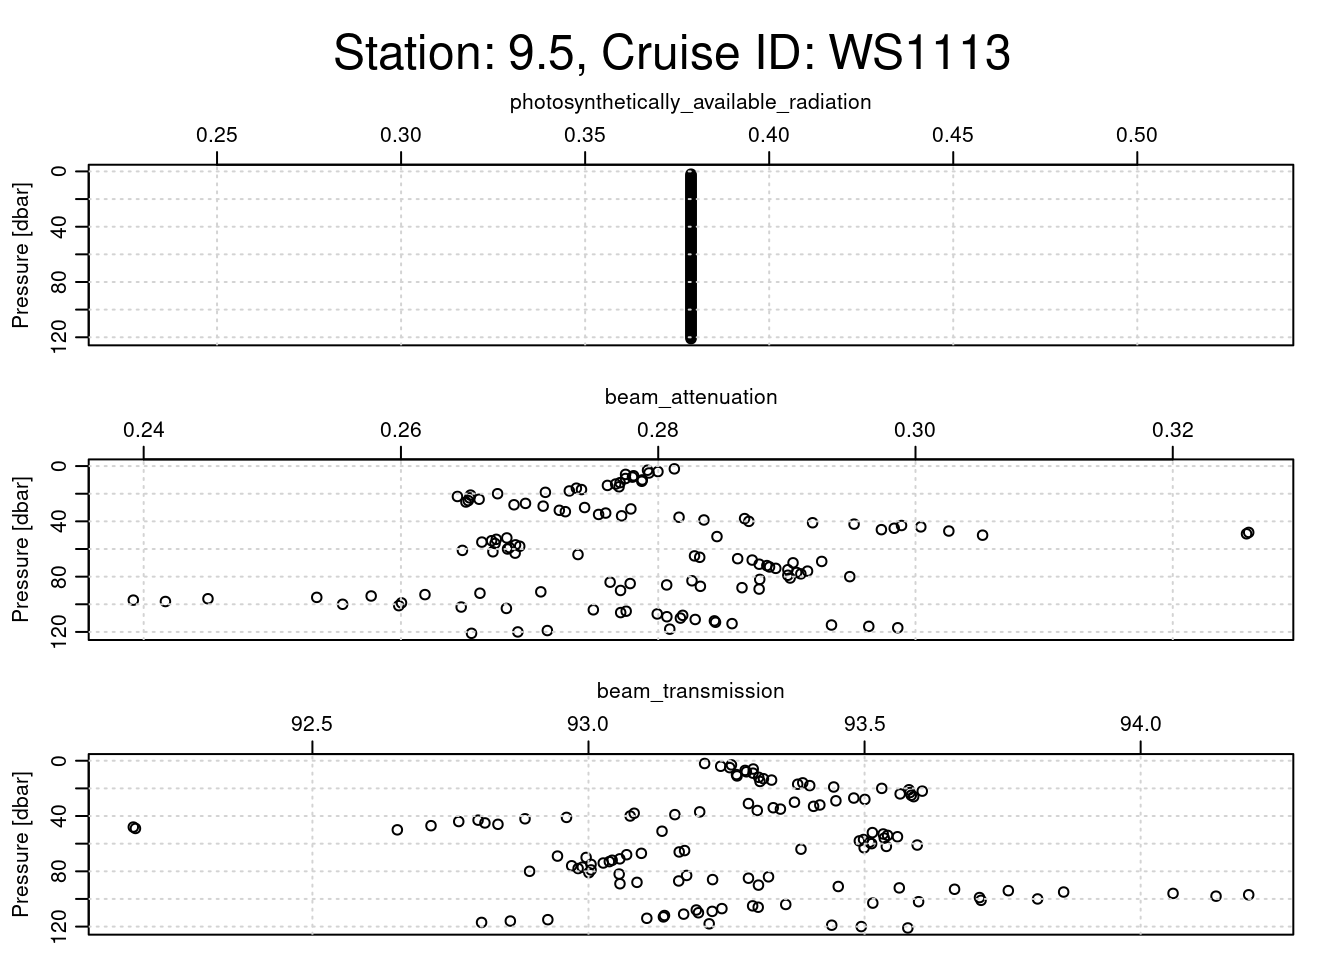 Station: 9.5, Cruise ID: WS1113
photosynthetically_available_radiation
0.25 0.30 0.35 0.40 0.45 0.50
Pressure [dbar]
0
40
80
120
beam_attenuation
0.24 0.26 0.28 0.30 0.32
Pressure [dbar]
0
40
80
120
beam_transmission
92.5 93.0 93.5 94.0
Pressure [dbar]
0
40
80
120